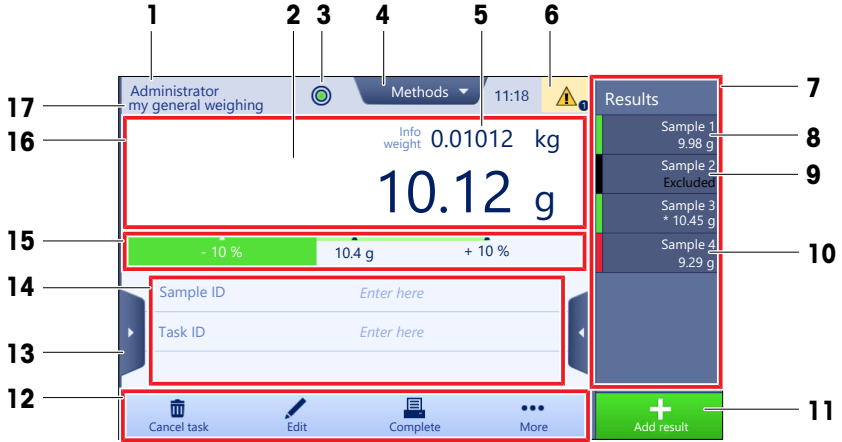 1 2 3 4 5 6
Administrator
my general weighing
Methods
11:18
1
Info
weight
0.01012 kg
10.12 g
- 10 % 10.4 g + 10 %
Sample ID Enter here
Task ID Enter here
Cancel task Edit Complete More
Results
Sample 1
9.98 g
Sample 2
Excluded
Sample 3
* 10.45 g
Sample 4
9.29 g
Add result
17
16
15
14
13
12
7
8
9
10
11